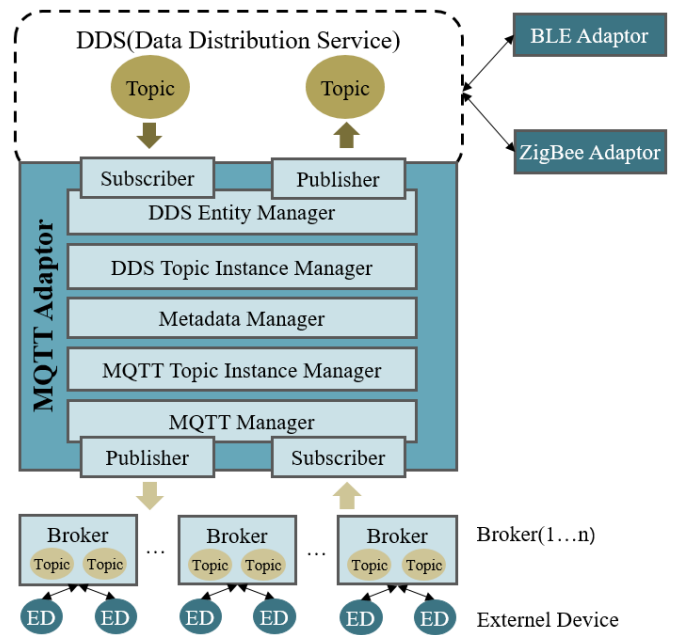 DDS(Data Distribution Service)
BLE Adaptor
Topic
Topic
ZigBee Adaptor
Subscriber
Publisher
DDS Entity Manager
MQTT Adaptor
DDS Topic Instance Manager
Metadata Manager
MQTT Topic Instance Manager
MQTT Manager
Publisher
Subscriber
Broker
Topic
Topic
...
Broker
Topic
Topic
...
Broker
Topic
Topic
Broker(1...n)
ED
ED
ED
ED
ED
ED
Externel Device